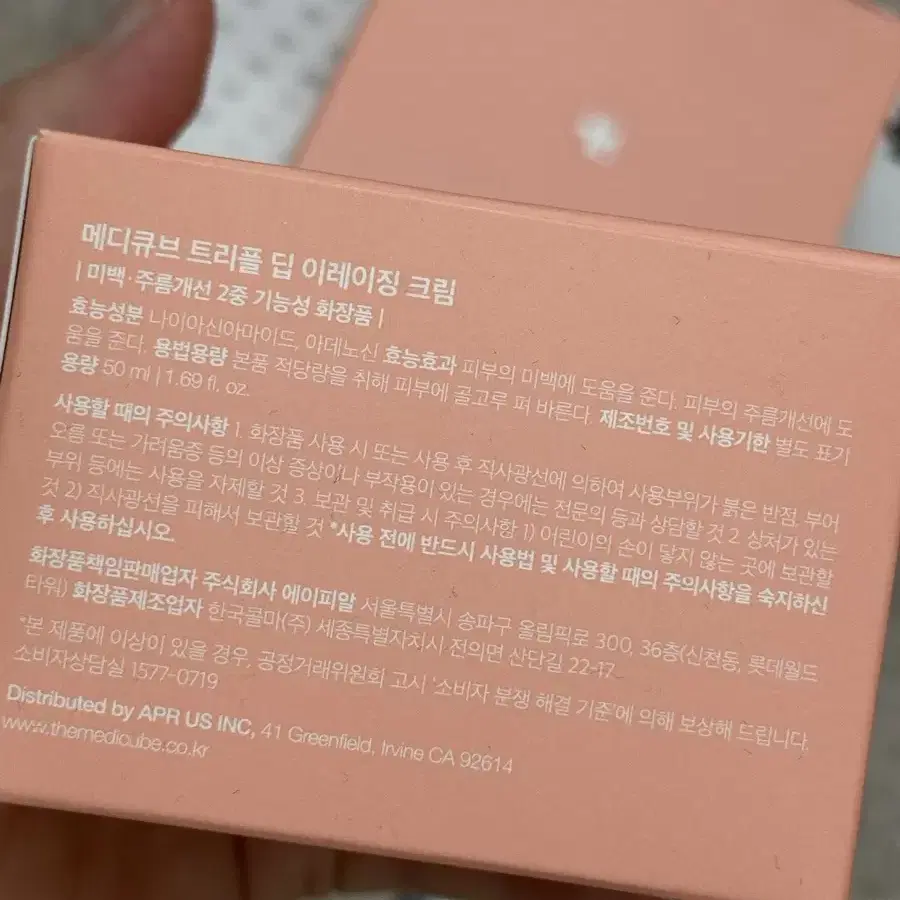 메디큐브 트리플 딥 이레이징 크림
| 미백·주름개선 2중 기능성 화장품 |
효능성분 나이아신아마이드, 아데노신 효능효과 피부의 미백에 도움을 준다. 피부의 주름개선에 도
움을 준다. 용법용량 본품 적당량을 취해 피부에 골고루 펴 바른다. 제조번호 및 사용기한 별도 표기
용량 50 ml | 1.69 fl. oz.
사용할 때의 주의사항 1. 화장품 사용 시 또는 사용 후 직사광선에 의하여 사용부위가 붉은 반점, 부어
오름 또는 가려움증 등의 이상 증상이나 부작용이 있는 경우에는 전문의 등과 상담할 것 2. 상처가 있는
부위 등에는 사용을 자제할 것 3. 보관 및 취급 시 주의사항 1) 어린이의 손이 닿지 않는 곳에 보관할
것 2) 직사광선을 피해서 보관할 것 *사용 전에 반드시 사용법 및 사용할 때의 주의사항을 숙지하신
후 사용하십시오.
화장품책임판매업자 주식회사 에이피알 서울특별시 송파구 올림픽로 300, 36층(신천동, 롯데월드
타워) 화장품제조업자 한국콜마(주) 세종특별자치시 전의면 산단길 22-17
*본 제품에 이상이 있을 경우, 공정거래위원회 고시 '소비자 분쟁 해결 기준'에 의해 보상해 드립니다.
소비자상담실 1577-0719
Distributed by APR US INC, 41 Greenfield, Irvine CA 92614
www.themedicube.co.kr